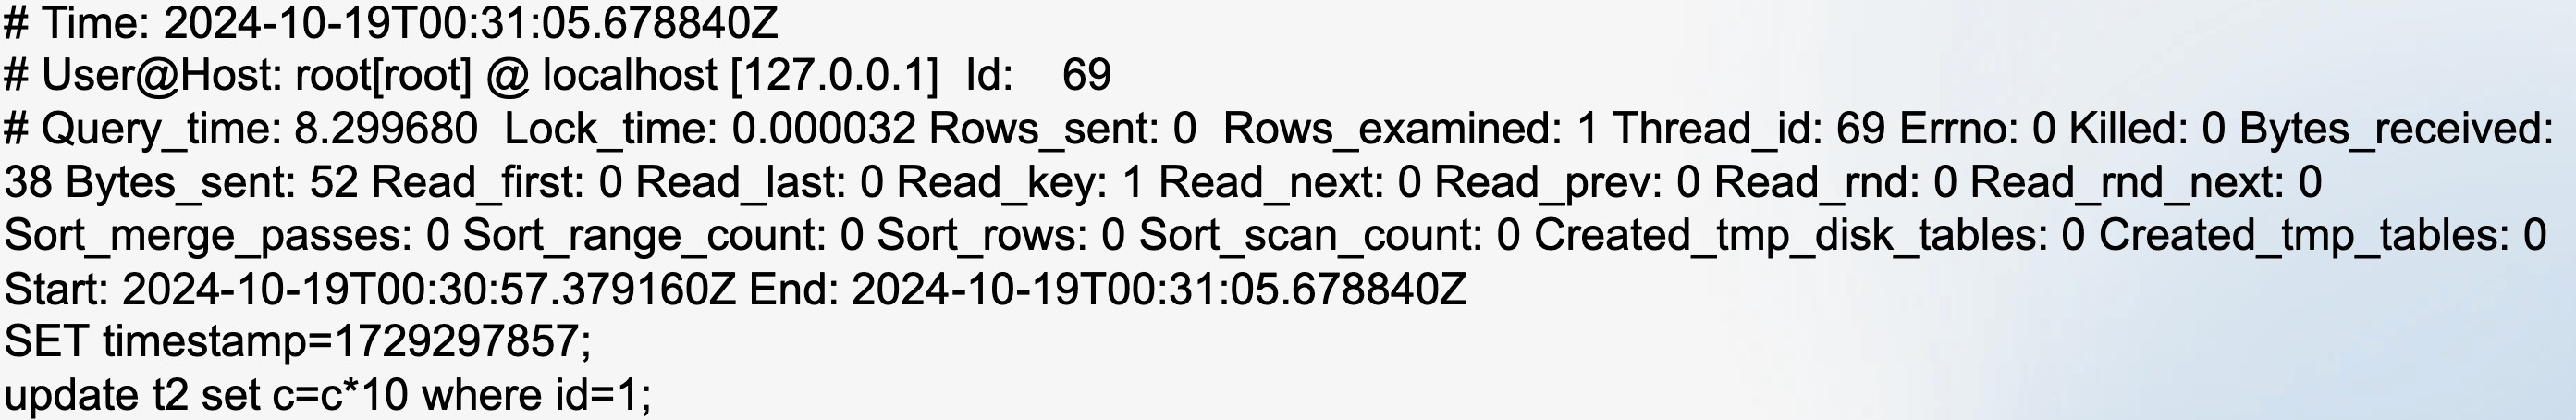 # Time: 2024-10-19T00:31:05.678840Z
# User@Host: root[root] @ localhost [127.0.0.1]  Id:    69
# Query_time: 8.299680  Lock_time: 0.000032 Rows_sent: 0  Rows_examined: 1 Thread_id: 69 Errno: 0 Killed: 0 Bytes_received:
38 Bytes_sent: 52 Read_first: 0 Read_last: 0 Read_key: 1 Read_next: 0 Read_prev: 0 Read_rnd: 0 Read_rnd_next: 0
Sort_merge_passes: 0 Sort_range_count: 0 Sort_rows: 0 Sort_scan_count: 0 Created_tmp_disk_tables: 0 Created_tmp_tables: 0
Start: 2024-10-19T00:30:57.379160Z End: 2024-10-19T00:31:05.678840Z
SET timestamp=1729297857;
update t2 set c=c*10 where id=1;